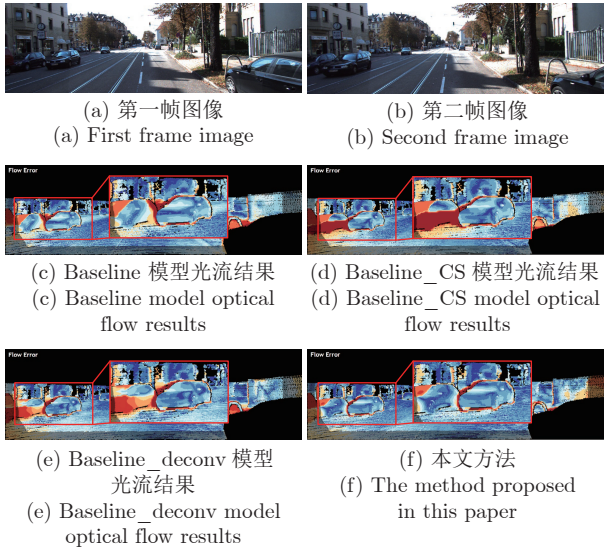 (a) 第一帧图像
(a) First frame image
(b) 第二帧图像
(b) Second frame image
Flow Error
(c) Baseline 模型光流结果
(c) Baseline model optical
flow results
Flow Error
(d) Baseline_CS 模型光流结果
(d) Baseline_CS model optical
flow results
Flow Error
(e) Baseline_deconv 模型
光流结果
(e) Baseline_deconv model
optical flow results
Flow Error
(f) 本文方法
(f) The method proposed
in this paper